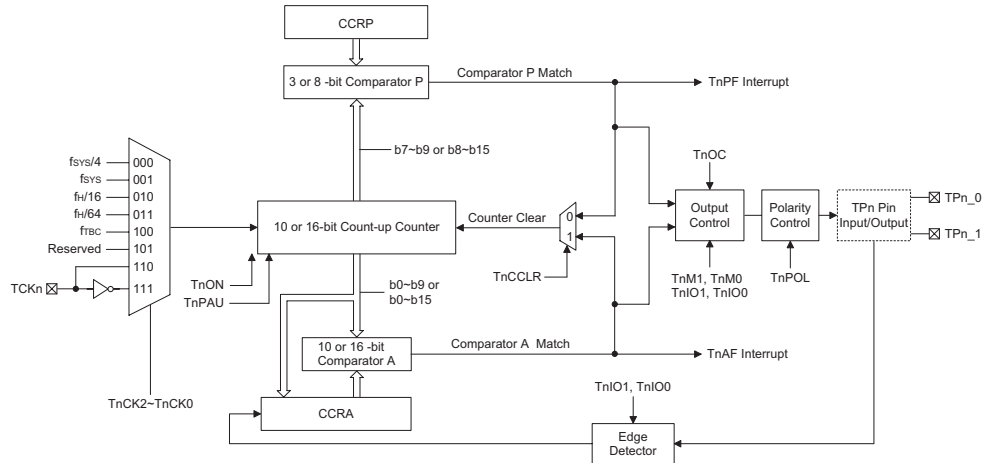 CCRP
3 or 8 -bit Comparator P
Comparator P Match
TnPF Interrupt
b7~b9 or b8~b15
fSYS/4
000
fSYS
001
fH/16
010
fH/64
011
fTBC
100
Reserved
101
110
111
TCKn
TnCK2~TnCK0
10 or 16-bit Count-up Counter
TnON
TnPAU
Counter Clear
0
1
TnCCLR
b0~b9 or
b0~b15
TnOC
Output
Control
TnM1, TnM0
TnIO1, TnIO0
Polarity
Control
TnPOL
TPn Pin
Input/Output
TPn_0
TPn_1
10 or 16 -bit
Comparator A
Comparator A Match
TnAF Interrupt
CCRA
TnIO1, TnIO0
Edge
Detector